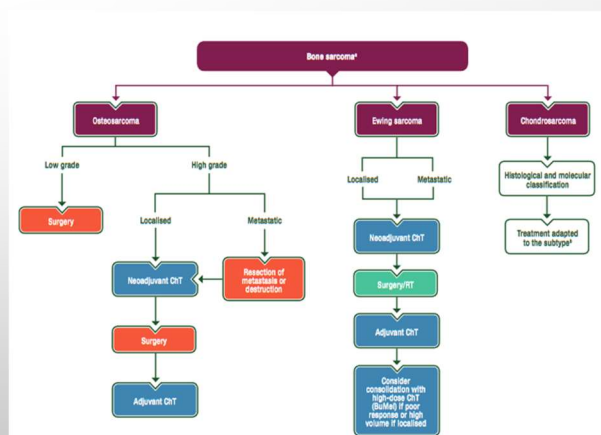 Bone sarcomaᵃ
Osteosarcoma
Ewing sarcoma
Chondrosarcoma
Low grade
High grade
Localised
Metastatic
Histological and molecular
classification
Surgery
Localised
Metastatic
Neoadjuvant ChT
Treatment adapted
to the subtypeᵇ
Neoadjuvant ChT
Resection of
metastasis or
destruction
Surgery/RT
Surgery
Adjuvant ChT
Adjuvant ChT
Consider
consolidation with
high-dose ChT
(BuMel) if poor
response or high
volume if localised